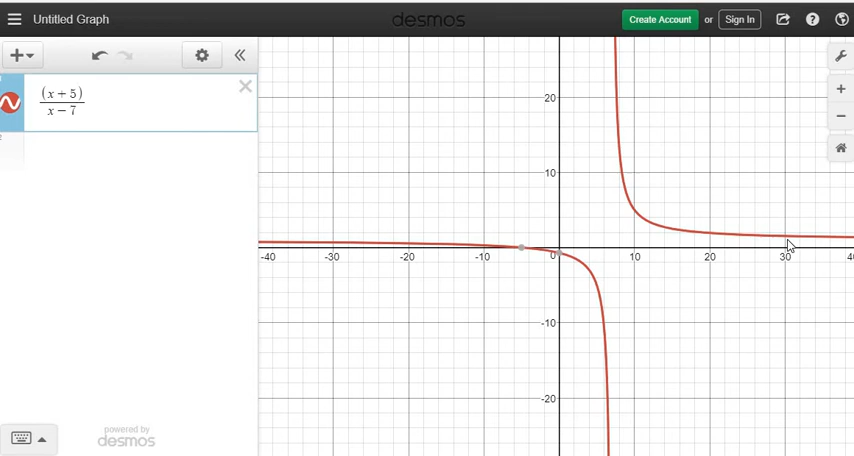 Untitled Graph
desmos
Create Account or Sign In
(x + 5)
x − 7
2
powered by
desmos
20
10
-40 -30 -20 -10 0 10 20 30 40
-10
-20